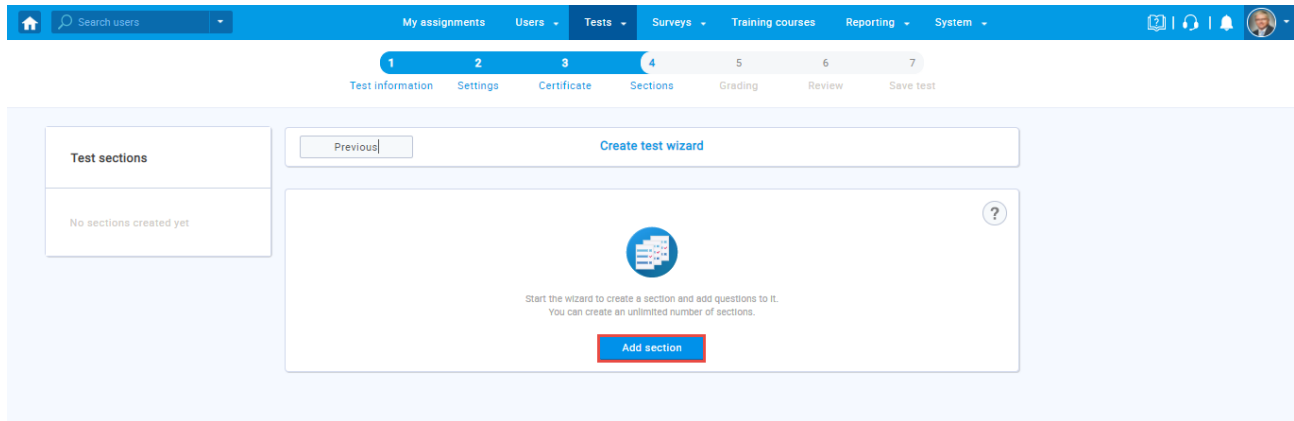 Search users
My assignments Users Tests Surveys Training courses Reporting System
1 2 3 4 5 6 7
Test information Settings Certificate Sections Grading Review Save test
Test sections
No sections created yet
Previous
Create test wizard
?
Start the wizard to create a section and add questions to it.
You can create an unlimited number of sections.
Add section